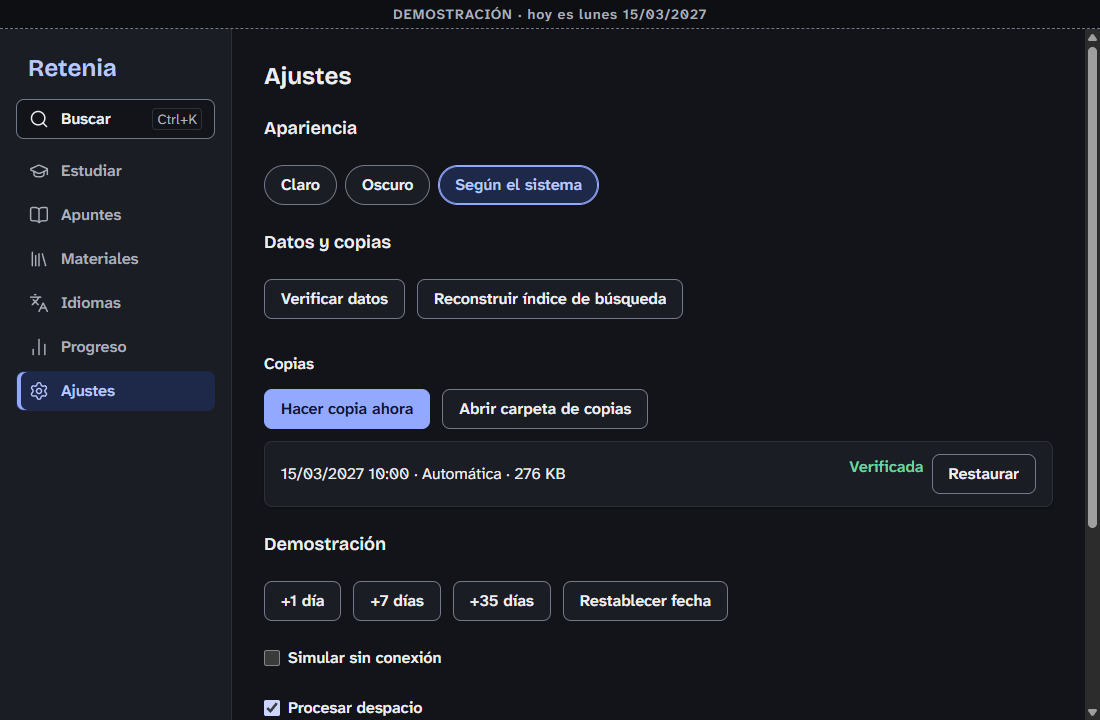 DEMOSTRACIÓN · hoy es lunes 15/03/2027
Retenia
Buscar Ctrl+K
Estudiar
Apuntes
Materiales
Idiomas
Progreso
Ajustes
Ajustes
Apariencia
Claro Oscuro Según el sistema
Datos y copias
Verificar datos Reconstruir índice de búsqueda
Copias
Hacer copia ahora Abrir carpeta de copias
15/03/2027 10:00 · Automática · 276 KB Verificada Restaurar
Demostración
+1 día +7 días +35 días Restablecer fecha
Simular sin conexión
Procesar despacio